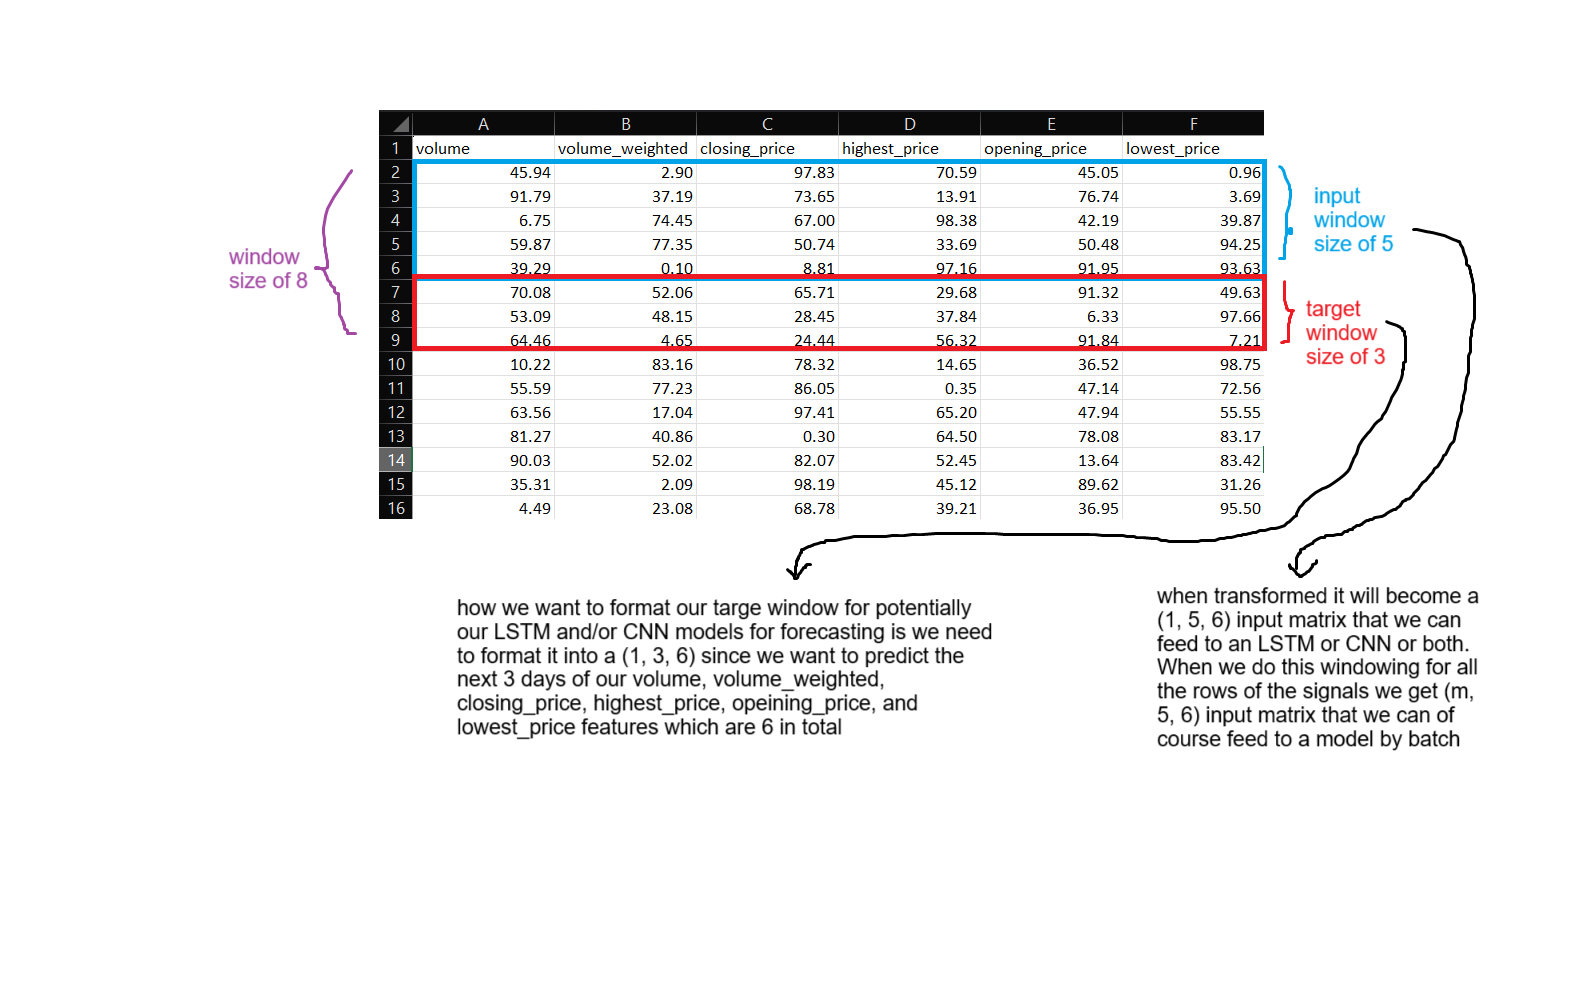 A B C D E F
1 volume volume_weighted closing_price highest_price opening_price lowest_price
2 45.94 2.90 97.83 70.59 45.05 0.96
3 91.79 37.19 73.65 13.91 76.74 3.69
4 6.75 74.45 67.00 98.38 42.19 39.87
5 59.87 77.35 50.74 33.69 50.48 94.25
6 39.29 0.10 8.81 97.16 91.95 93.63
7 70.08 52.06 65.71 29.68 91.32 49.63
8 53.09 48.15 28.45 37.84 6.33 97.66
9 64.46 4.65 24.44 56.32 91.84 7.21
10 10.22 83.16 78.32 14.65 36.52 98.75
11 55.59 77.23 86.05 0.35 47.14 72.56
12 63.56 17.04 97.41 65.20 47.94 55.55
13 81.27 40.86 0.30 64.50 78.08 83.17
14 90.03 52.02 82.07 52.45 13.64 83.42
15 35.31 2.09 98.19 45.12 89.62 31.26
16 4.49 23.08 68.78 39.21 36.95 95.50
window
size of 8
input
window
size of 5
target
window
size of 3
how we want to format our targe window for potentially
our LSTM and/or CNN models for forecasting is we need
to format it into a (1, 3, 6) since we want to predict the
next 3 days of our volume, volume_weighted,
closing_price, highest_price, opeining_price, and
lowest_price features which are 6 in total
when transformed it will become a
(1, 5, 6) input matrix that we can
feed to an LSTM or CNN or both.
When we do this windowing for all
the rows of the signals we get (m,
5, 6) input matrix that we can of
course feed to a model by batch